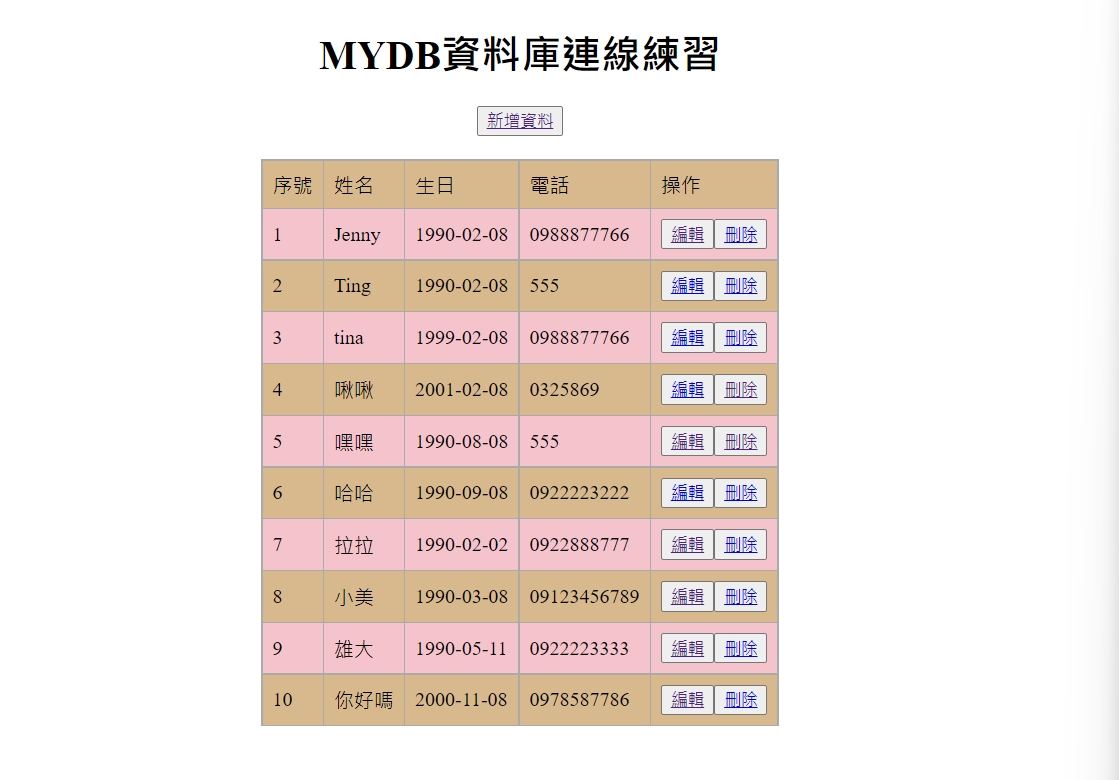 MYDB資料庫連線練習
新增資料
序號 姓名 生日 電話 操作
1 Jenny 1990-02-08 0988877766 編輯 刪除
2 Ting 1990-02-08 555 編輯 刪除
3 tina 1999-02-08 0988877766 編輯 刪除
4 啾啾 2001-02-08 0325869 編輯 刪除
5 嘿嘿 1990-08-08 555 編輯 刪除
6 哈哈 1990-09-08 0922223222 編輯 刪除
7 拉拉 1990-02-02 0922888777 編輯 刪除
8 小美 1990-03-08 09123456789 編輯 刪除
9 雄大 1990-05-11 0922223333 編輯 刪除
10 你好嗎 2000-11-08 0978587786 編輯 刪除